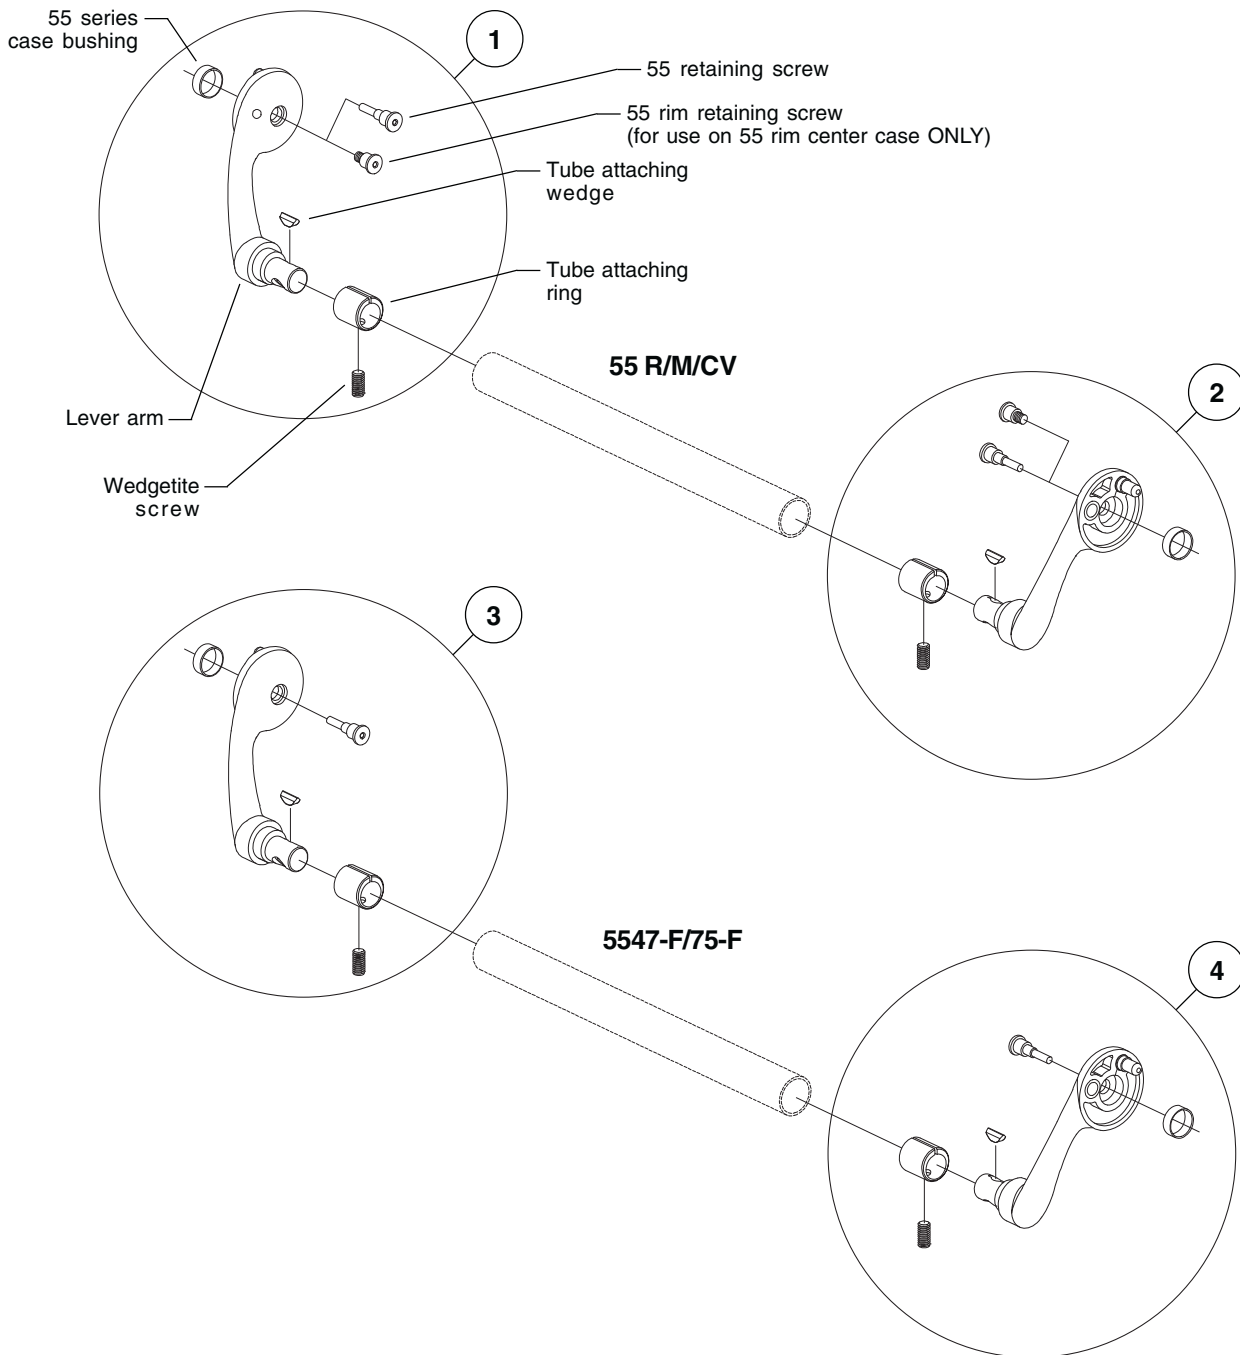 55 series
case bushing
1
55 retaining screw
55 rim retaining screw
(for use on 55 rim center case ONLY)
Tube attaching
wedge
Tube attaching
ring
55 R/M/CV
2
Lever arm
Wedgetite
screw
3
5547-F/75-F
4